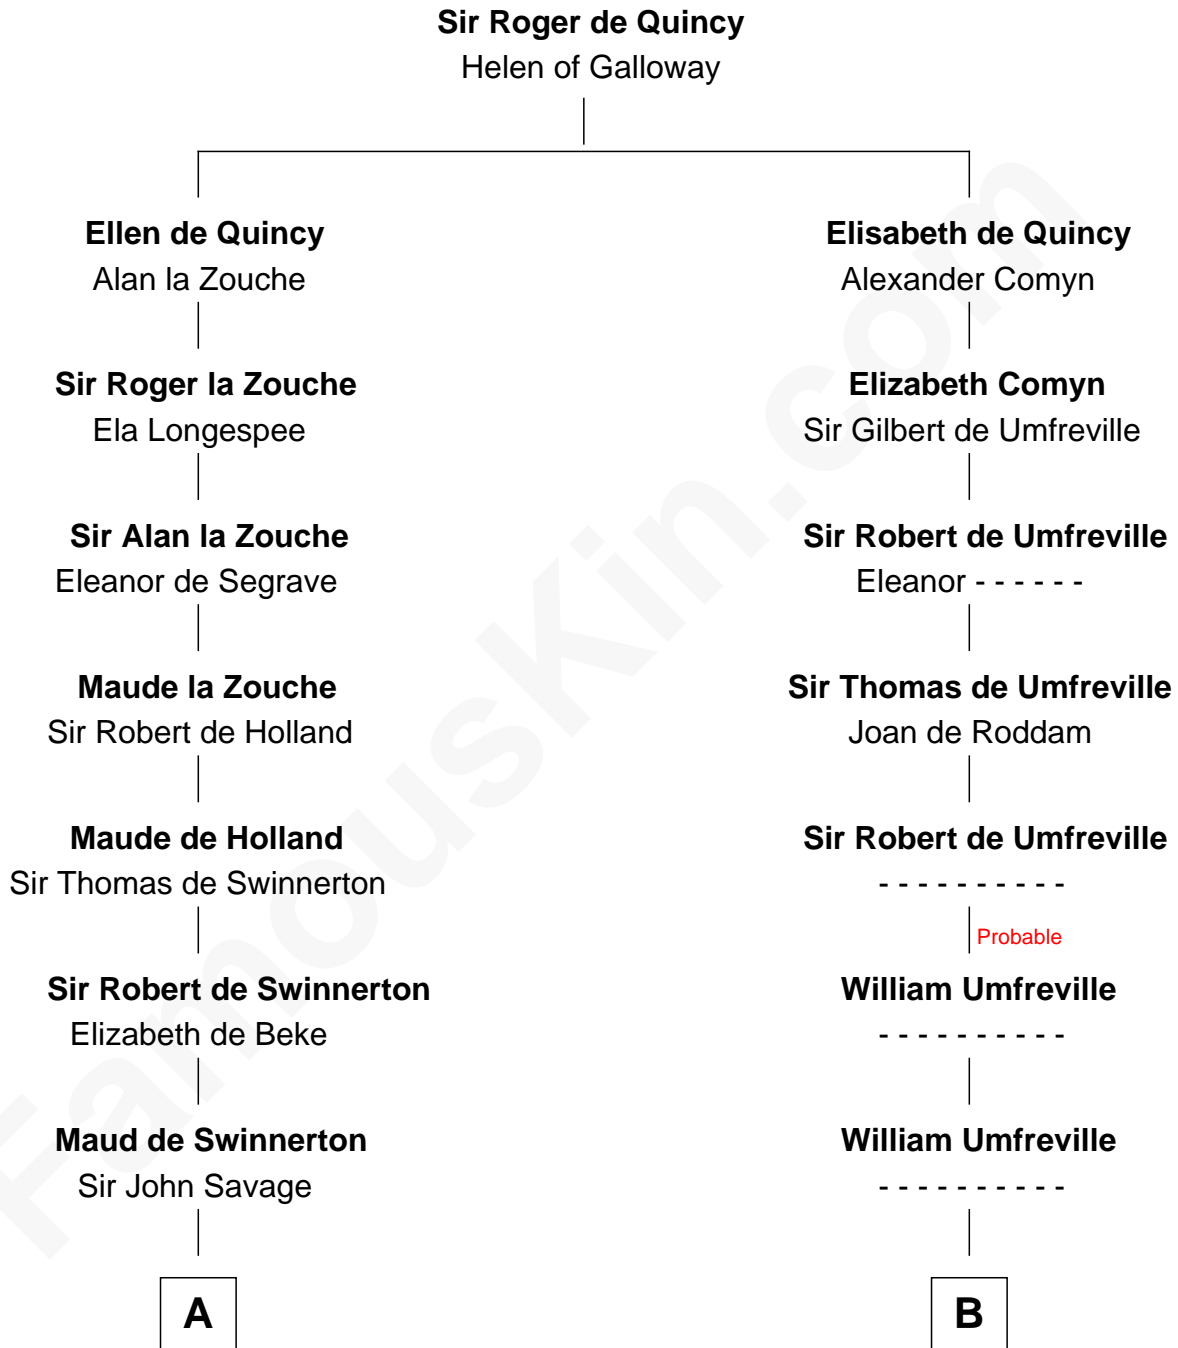 Sir Roger de Quincy
Helen of Galloway
Ellen de Quincy
Alan la Zouche
Elisabeth de Quincy
Alexander Comyn
Sir Roger la Zouche
Ela Longespee
Elizabeth Comyn
Sir Gilbert de Umfreville
Sir Alan la Zouche
Eleanor de Segrave
Sir Robert de Umfreville
Eleanor - - - - - -
Maude la Zouche
Sir Robert de Holland
Sir Thomas de Umfreville
Joan de Roddam
Maude de Holland
Sir Thomas de Swinnerton
Sir Robert de Umfreville
- - - - - - - - - -
Probable
Sir Robert de Swinnerton
Elizabeth de Beke
William Umfreville
- - - - - - - - - -
Maud de Swinnerton
Sir John Savage
William Umfreville
- - - - - - - - - -
A
B
FamousKin.com